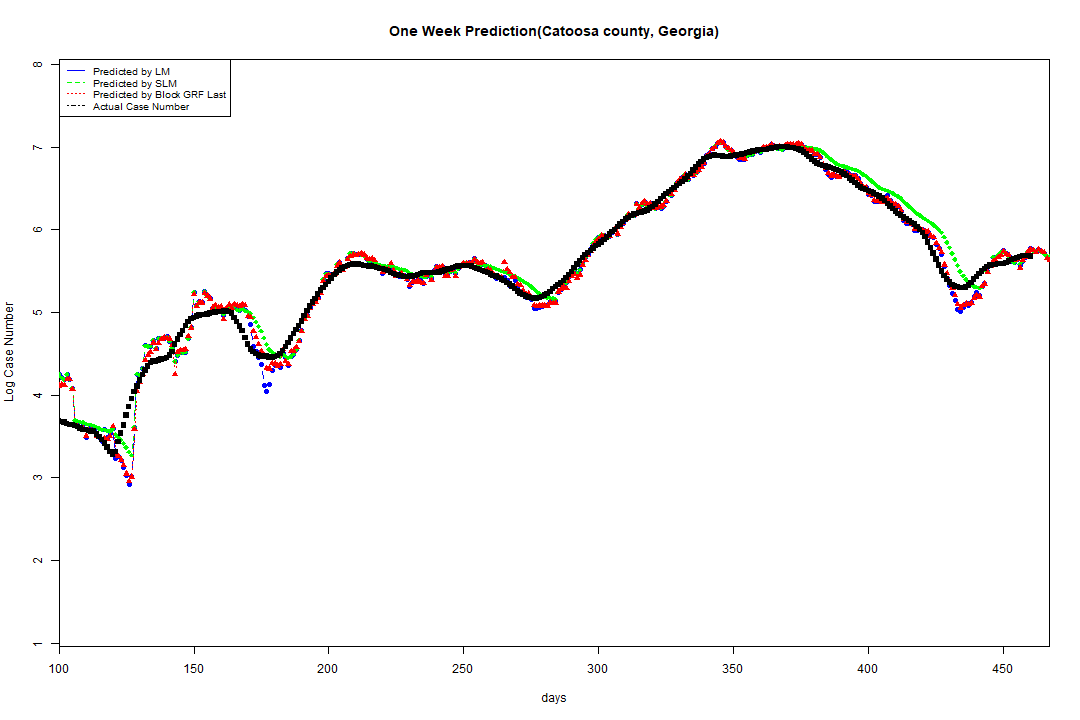 One Week Prediction(Catoosa county, Georgia)
Predicted by LM
Predicted by SLM
Predicted by Block GRF Last
Actual Case Number
8
7
6
5
4
3
2
1
Log Case Number
100 150 200 250 300 350 400 450
days